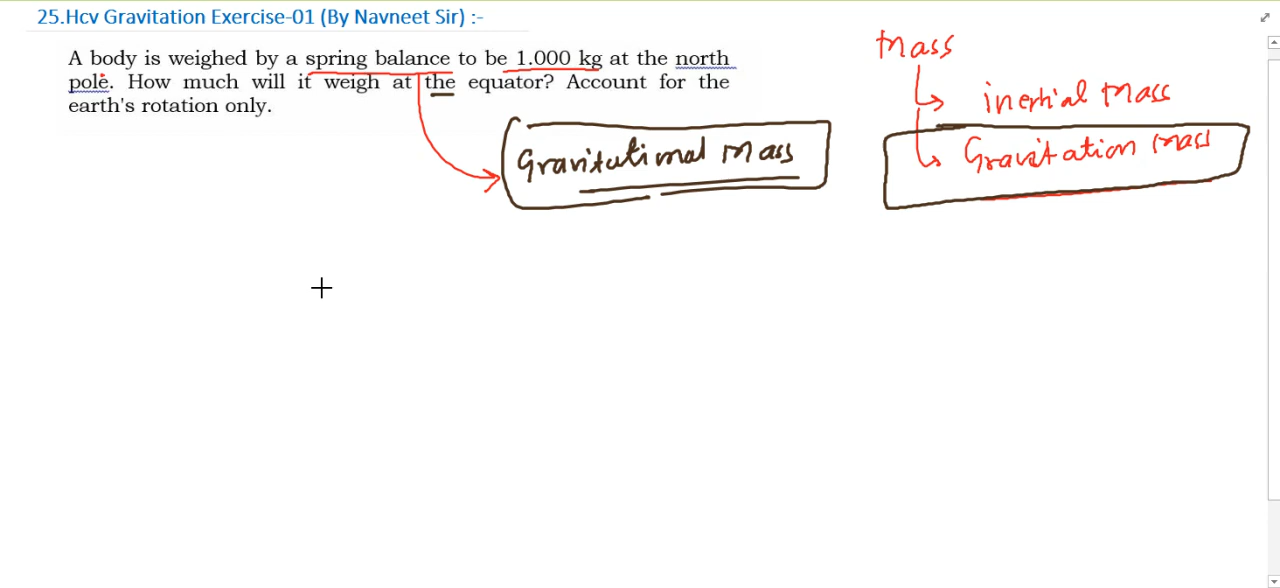 25.Hcv Gravitation Exercise-01 (By Navneet Sir) :-
A body is weighed by a spring balance to be 1.000 kg at the north
pole. How much will it weigh at the equator? Account for the
earth's rotation only.
mass
inertial mass
Gravitation mass
Gravitational mass